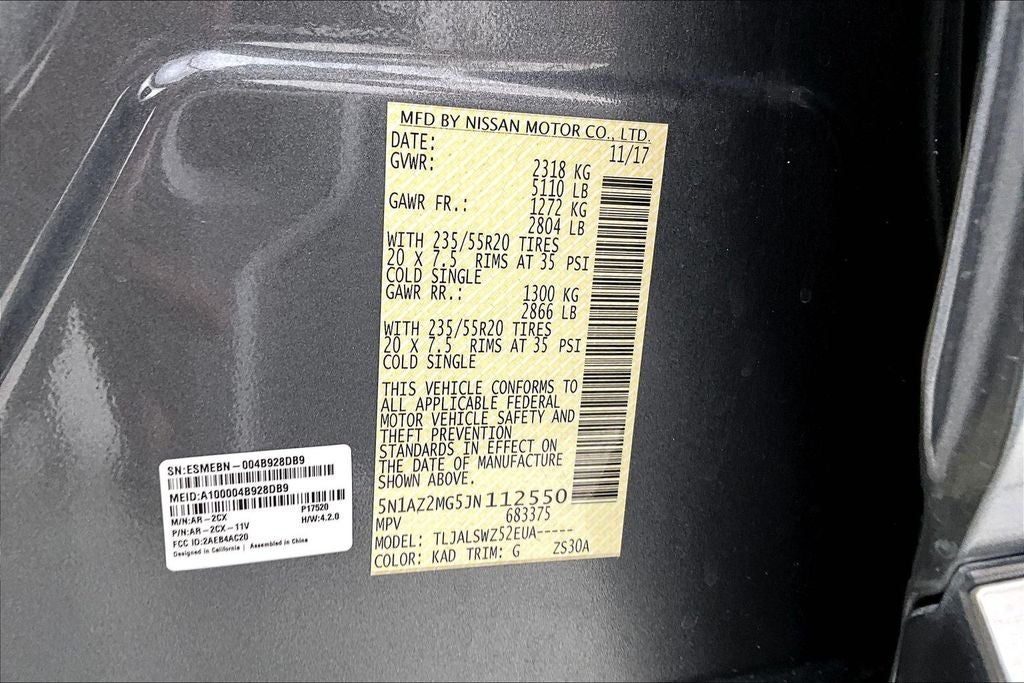 MFD BY NISSAN MOTOR CO., LTD.
DATE: 11/17
GVWR: 2318 KG
5110 LB
GAWR FR.: 1272 KG
2804 LB
WITH 235/55R20 TIRES
20 X 7.5 RIMS AT 35 PSI
COLD SINGLE
GAWR RR.: 1300 KG
2866 LB
WITH 235/55R20 TIRES
20 X 7.5 RIMS AT 35 PSI
COLD SINGLE
THIS VEHICLE CONFORMS TO
ALL APPLICABLE FEDERAL
MOTOR VEHICLE SAFETY AND
THEFT PREVENTION
STANDARDS IN EFFECT ON
THE DATE OF MANUFACTURE
SHOWN ABOVE.
5N1AZ2MG5JN112550
MPV 683375
MODEL: TLJALSWZ52EUA-----
COLOR: KAD TRIM: G ZS30A
SN:ESMEBN-004B928DB9
MEID:A100004B928DB9
M/N:AR-2CX P17520
P/N:AR-2CX-11V H/W:4.2.0
FCC ID:2AEB4AC20
Designed in California | Assembled in China